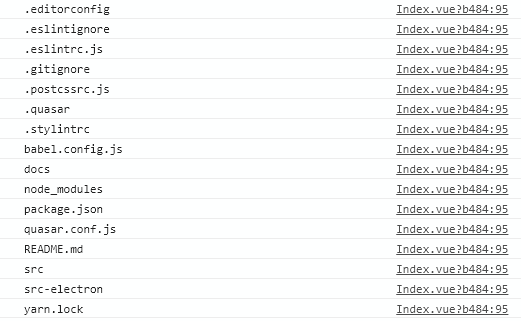 .editorconfig Index.vue?b484:95
.eslintignore Index.vue?b484:95
.eslintrc.js Index.vue?b484:95
.gitignore Index.vue?b484:95
.postcssrc.js Index.vue?b484:95
.quasar Index.vue?b484:95
.stylintrc Index.vue?b484:95
babel.config.js Index.vue?b484:95
docs Index.vue?b484:95
node_modules Index.vue?b484:95
package.json Index.vue?b484:95
quasar.conf.js Index.vue?b484:95
README.md Index.vue?b484:95
src Index.vue?b484:95
src-electron Index.vue?b484:95
yarn.lock Index.vue?b484:95